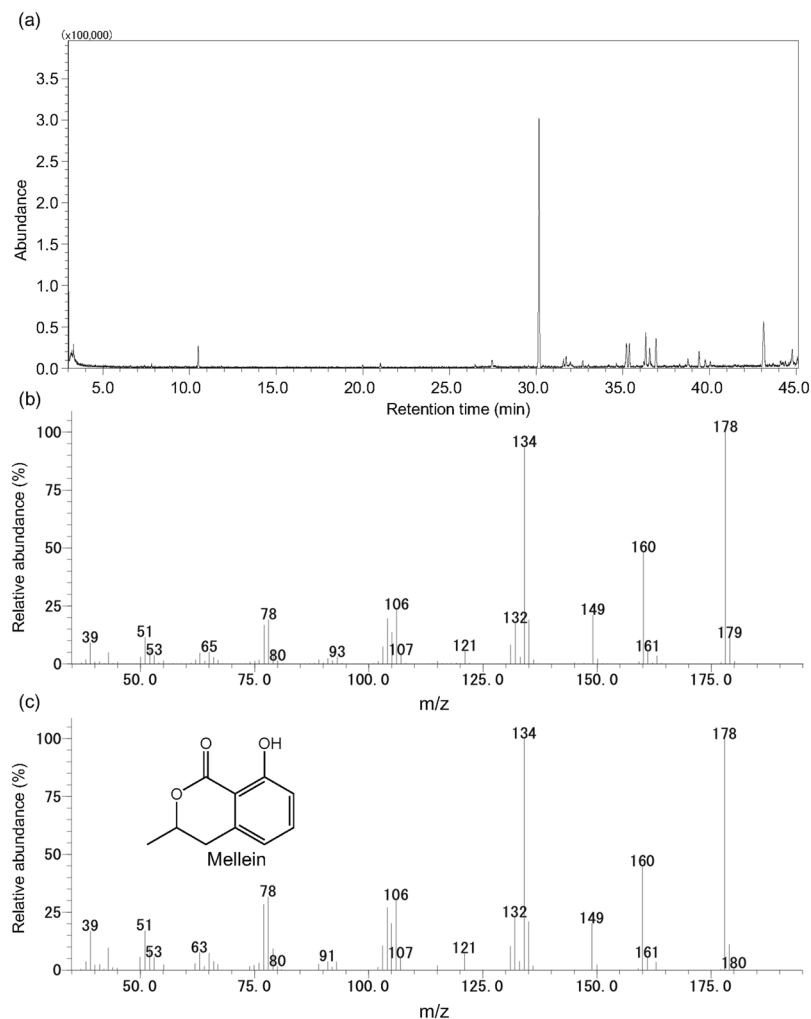 (a)
(x100,000)
3.5
3.0
2.5
2.0
1.5
1.0
0.5
0.0
Abundance
5.0 10.0 15.0 20.0 25.0 30.0 35.0 40.0 45.0
Retention time (min)
(b)
100
75
50
25
0
Relative abundance (%)
39 51 53 65 78 80 93 106 107 121 132 134 149 160 161 178 179
50.0 75.0 100.0 125.0 150.0 175.0
m/z
(c)
100
75
50
25
0
Relative abundance (%)
O OH
O
Mellein
39 51 53 63 78 80 91 106 107 121 132 134 149 160 161 178 180
50.0 75.0 100.0 125.0 150.0 175.0
m/z